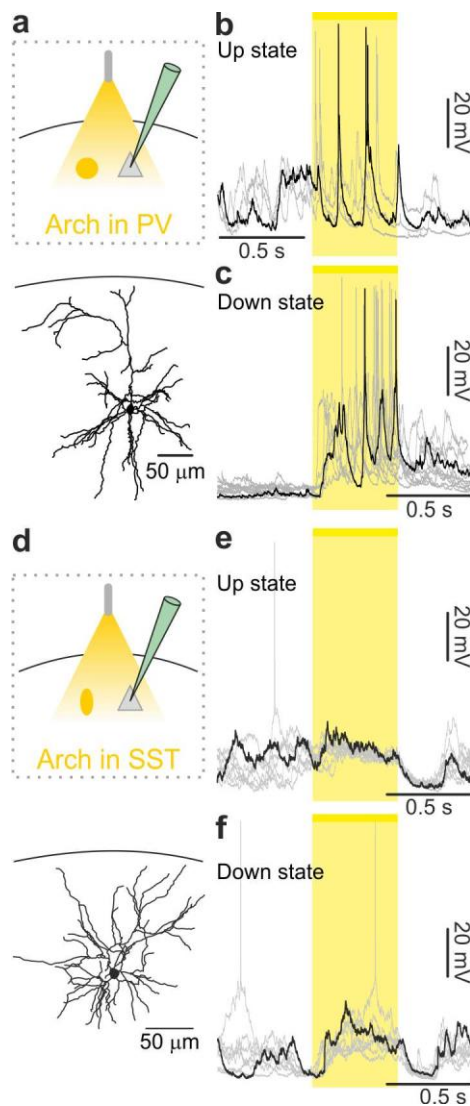 a
Arch in PV
50 μm
b
Up state
20 mV
0.5 s
c
Down state
20 mV
0.5 s
d
Arch in SST
50 μm
e
Up state
20 mV
0.5 s
f
Down state
20 mV
0.5 s